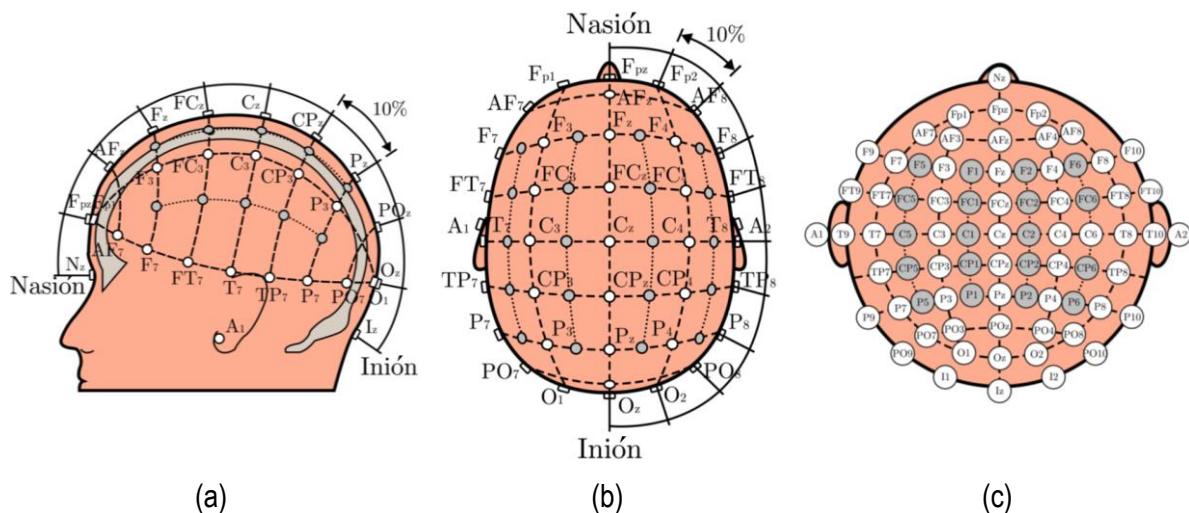 Cz
FCz
Fz
CPz
10%
AFz
Pz
F3 FC3 C3 CP3
Fpz Fp1
P3
POz
AF7
F7
FT7
T7
TP7
P7
PO7
O1
Oz
Nz
Nasión
A1
Iz
Inión
(a)
Nasión
10%
Fp1 Fpz Fp2
AF7 AFz AF8
F7 F3 Fz F4 F8
FT7 FC3 FCz FC4 FT8
A1 T7 C3 Cz C4 T8 A2
TP7 CP3 CPz CP4 TP8
P7 P3 Pz P4 P8
PO7 PO8
O1 Oz O2
Inión
(b)
Nz
Fp1 Fpz Fp2
AF7 AF3 AFz AF4 AF8
F9 F7 F5 F3 F1 Fz F2 F4 F6 F8 F10
FT9 FT7 FC5 FC3 FC1 FCz FC2 FC4 FC6 FT8 FT10
A1 T9 T7 C5 C3 C1 Cz C2 C4 C6 T8 T10 A2
TP7 CP5 CP3 CP1 CPz CP2 CP4 CP6 TP8
P9 P7 P5 P3 P1 Pz P2 P4 P6 P8 P10
PO9 PO7 PO3 POz PO4 PO8 PO10
O1 Oz O2
I1 Iz I2
(c)